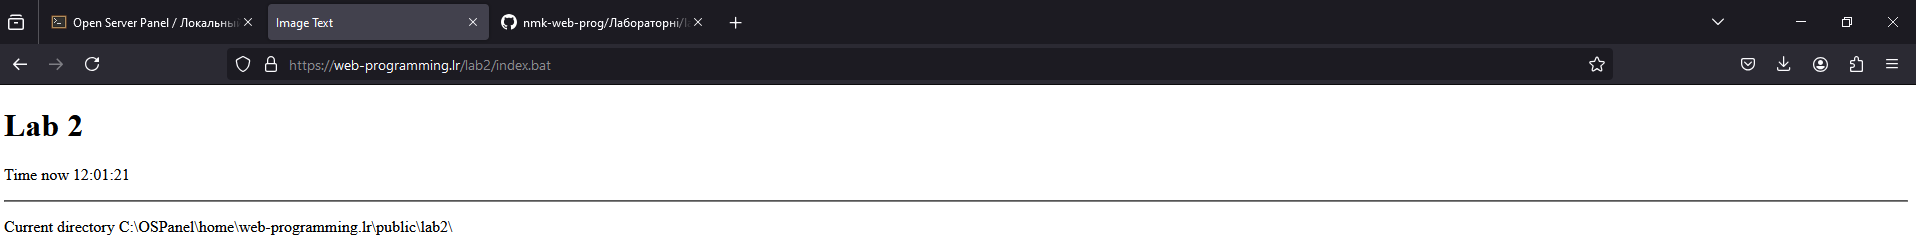 Open Server Panel / Локальный
Image Text
nmk-web-prog/Лабораторні/
https://web-programming.lr/lab2/index.bat
Lab 2
Time now 12:01:21
Current directory C:\OSPanel\home\web-programming.lr\public\lab2\